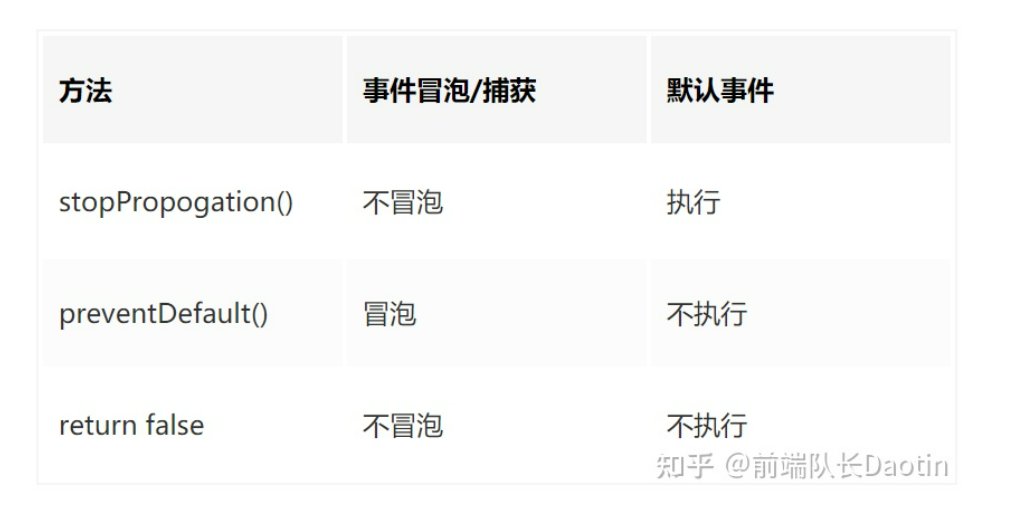 方法 事件冒泡/捕获 默认事件
stopPropogation() 不冒泡 执行
preventDefault() 冒泡 不执行
return false 不冒泡 不执行
知乎 @前端队长Daotin